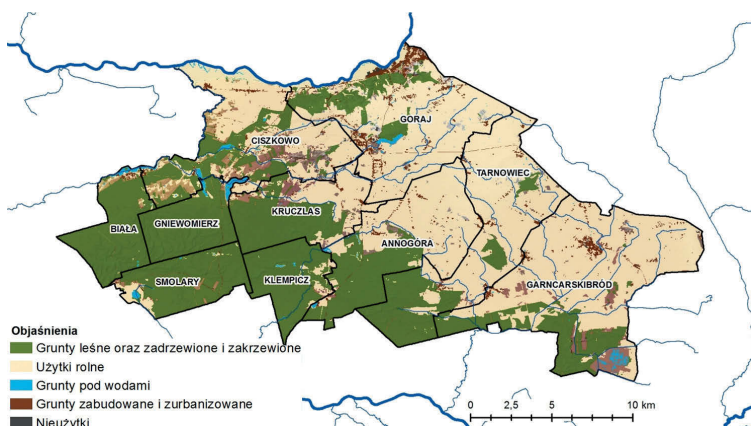 GORAJ
CISZKOWO
TARNOWIEC
BIAŁA
GNIEWOMIERZ
KRUCZLAS
ANNOGÓRA
SMOLARY
KLEMPICZ
GARNCARSKIBRÓD
Objaśnienia
Grunty leśne oraz zadrzewione i zakrzewione
Użytki rolne
Grunty pod wodami
Grunty zabudowane i zurbanizowane
Nieużytki
0 2,5 5 10 km